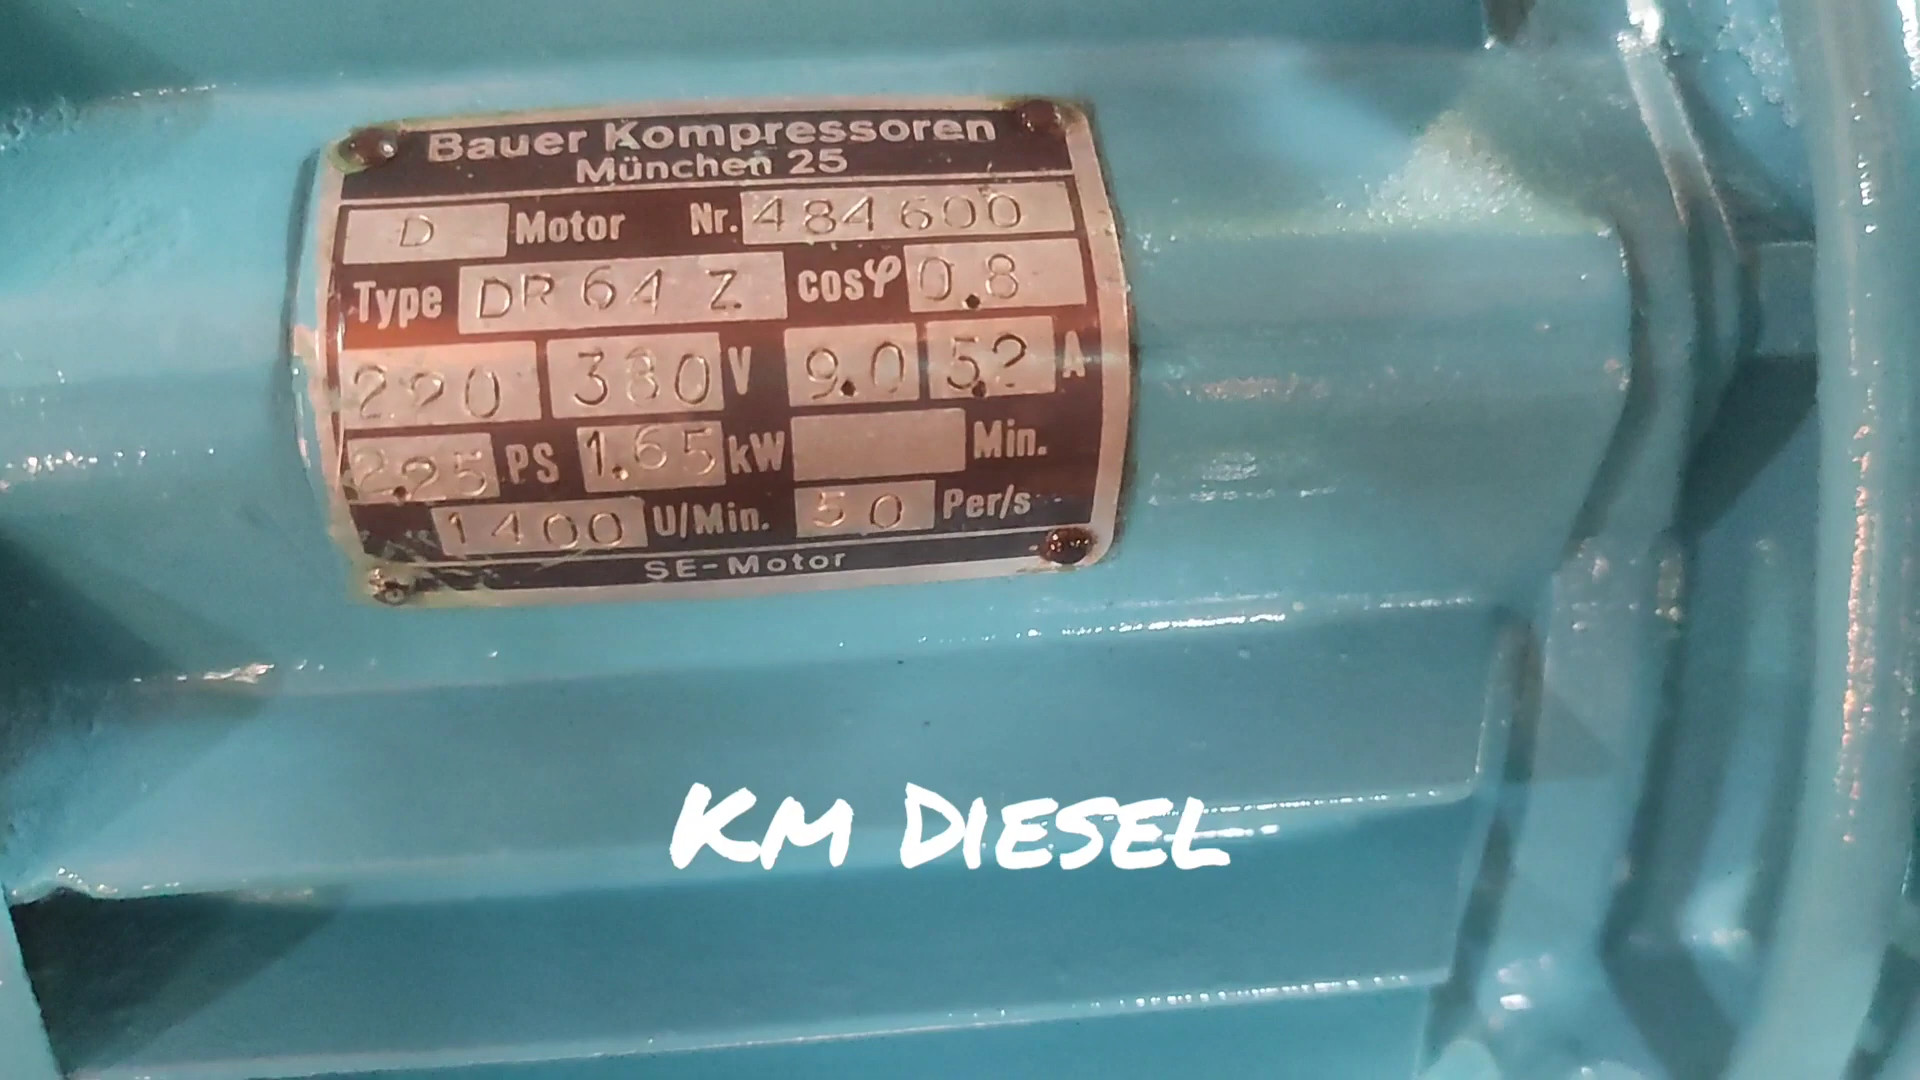 Bauer Kompressoren
München 25
D Motor Nr. 484600
Type DR 64 Z cosφ 0.8
220 380 V 9.0 5.2 A
2.25 PS 1.65 kW Min.
1400 U/Min. 50 Per/s
SE-Motor
KM DIESEL